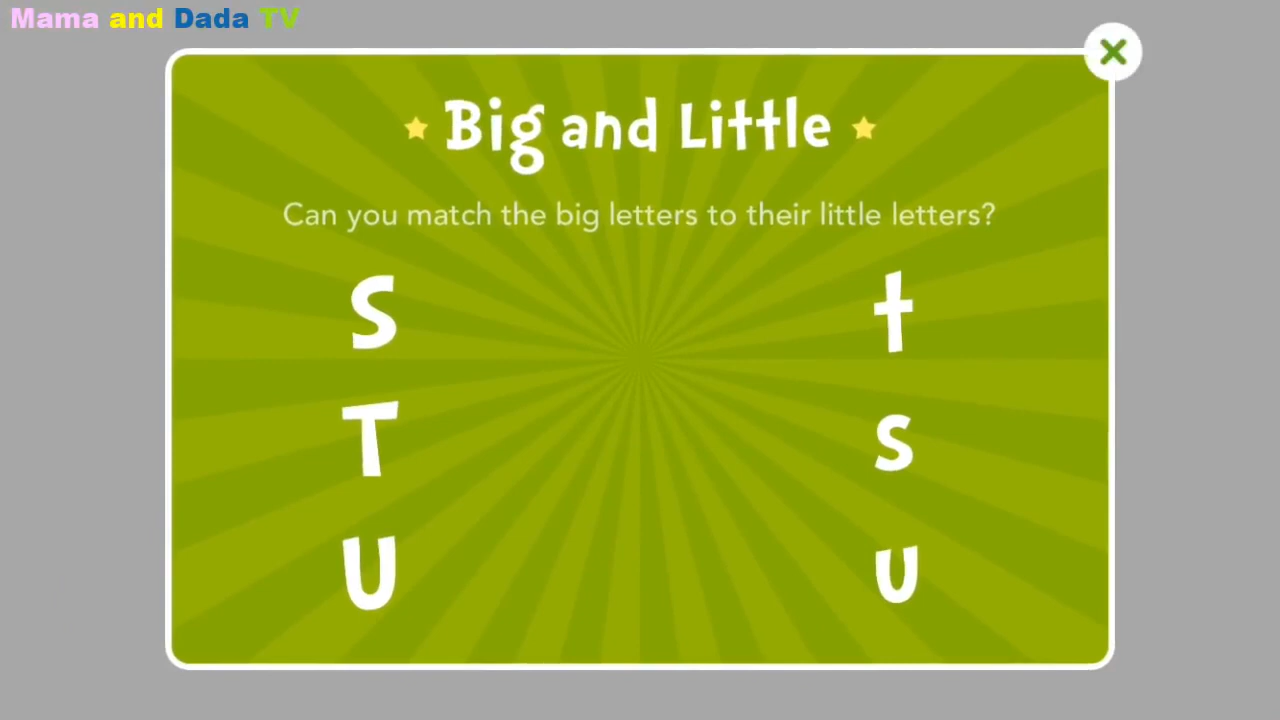 Mama and Dada TV
Big and Little
Can you match the big letters to their little letters?
S t
T s
U u